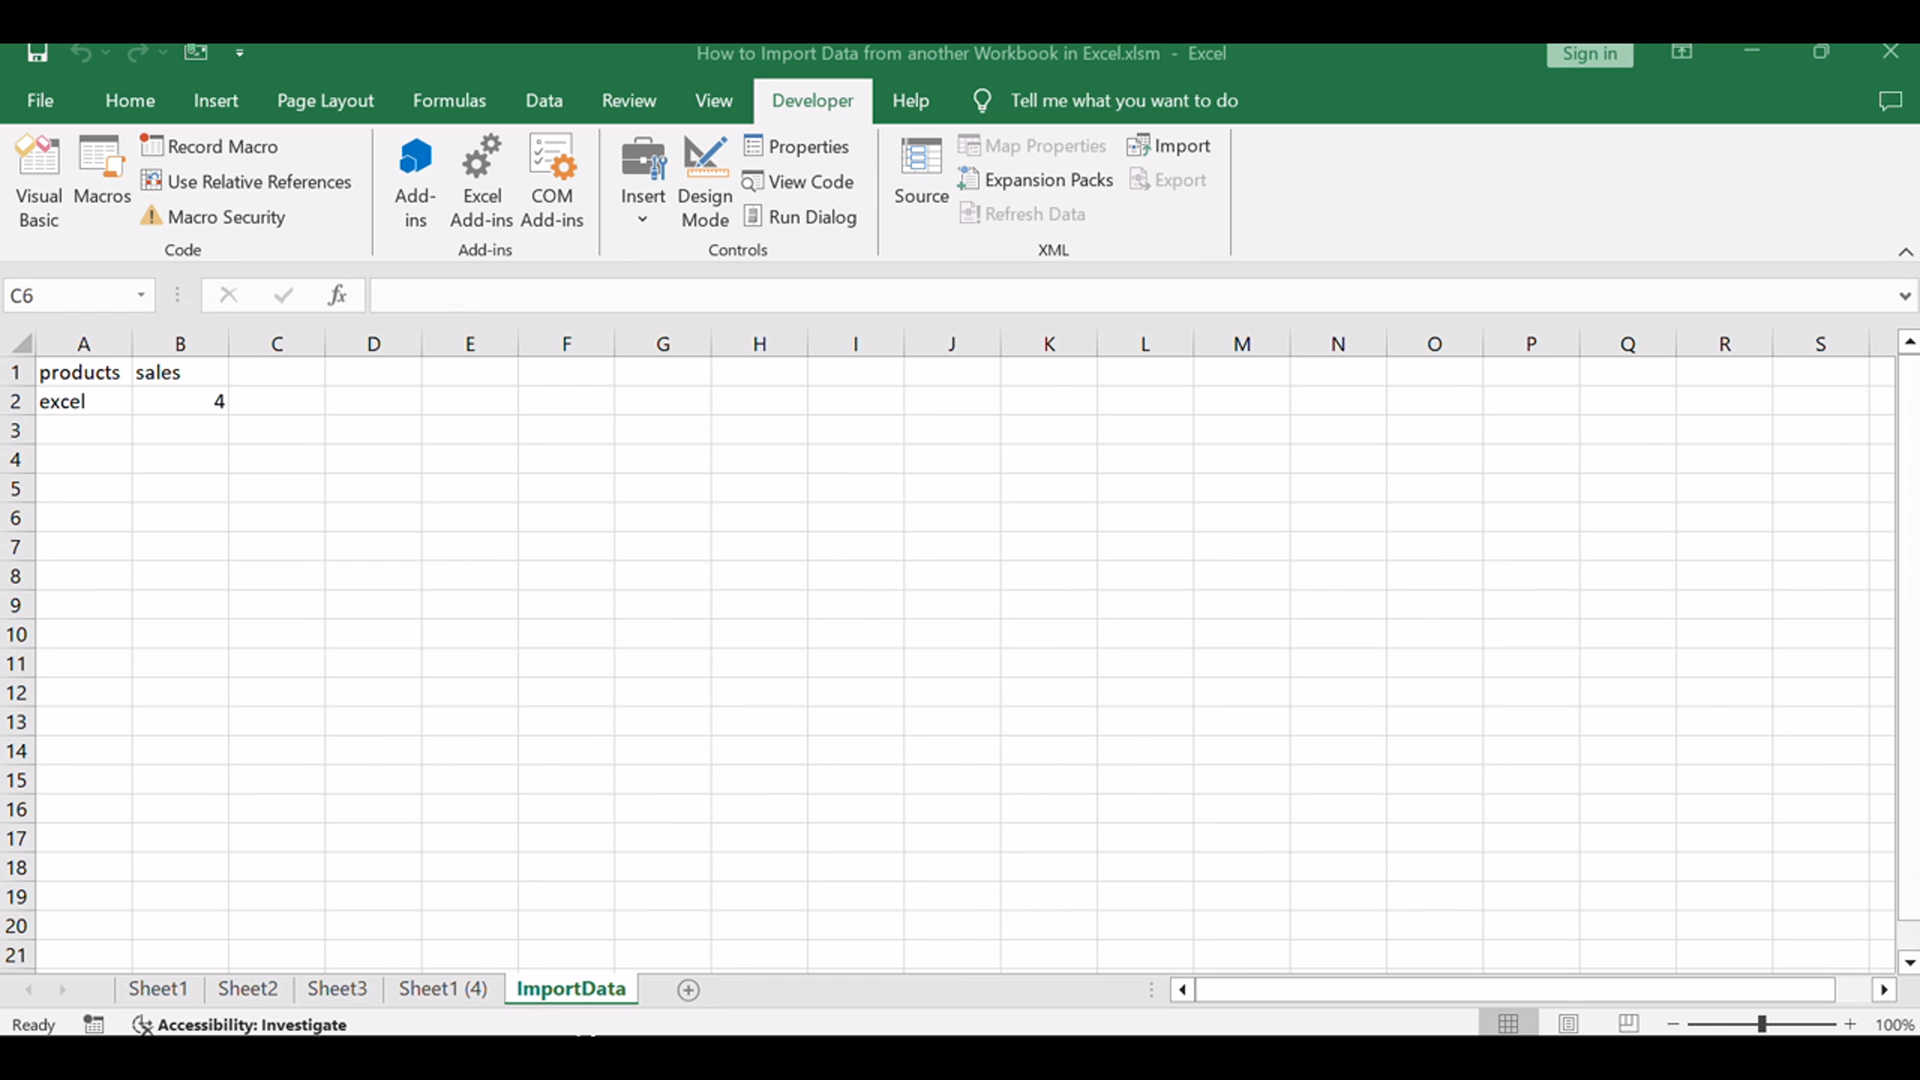 How to Import Data from another Workbook in Excel.xlsm - Excel
Sign in
File Home Insert Page Layout Formulas Data Review View Developer Help Tell me what you want to do
Visual Basic
Macros
Record Macro
Use Relative References
Macro Security
Code
Add-ins
Excel Add-ins
COM Add-ins
Add-ins
Insert
Design Mode
Properties
View Code
Run Dialog
Controls
Source
Map Properties
Expansion Packs
Refresh Data
Import
Export
XML
C6
fx
A B C D E F G H I J K L M N O P Q R S
1 products sales
2 excel 4
3
4
5
6
7
8
9
10
11
12
13
14
15
16
17
18
19
20
21
Sheet1 Sheet2 Sheet3 Sheet1 (4) ImportData
Ready Accessibility: Investigate 100%